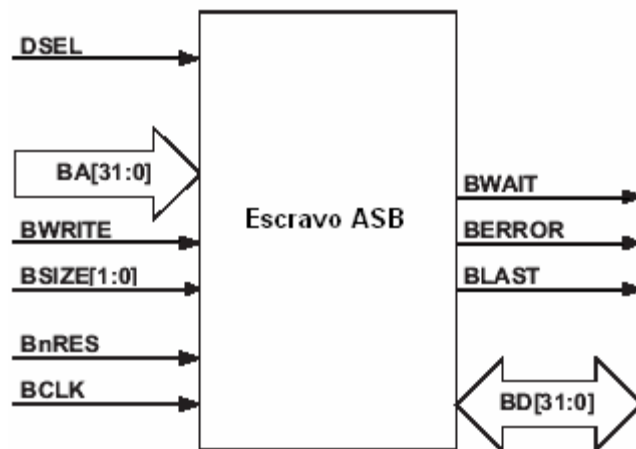 DSEL
BA[31:0]
BWRITE
BSIZE[1:0]
BnRES
BCLK
Escravo ASB
BWAIT
BERROR
BLAST
BD[31:0]